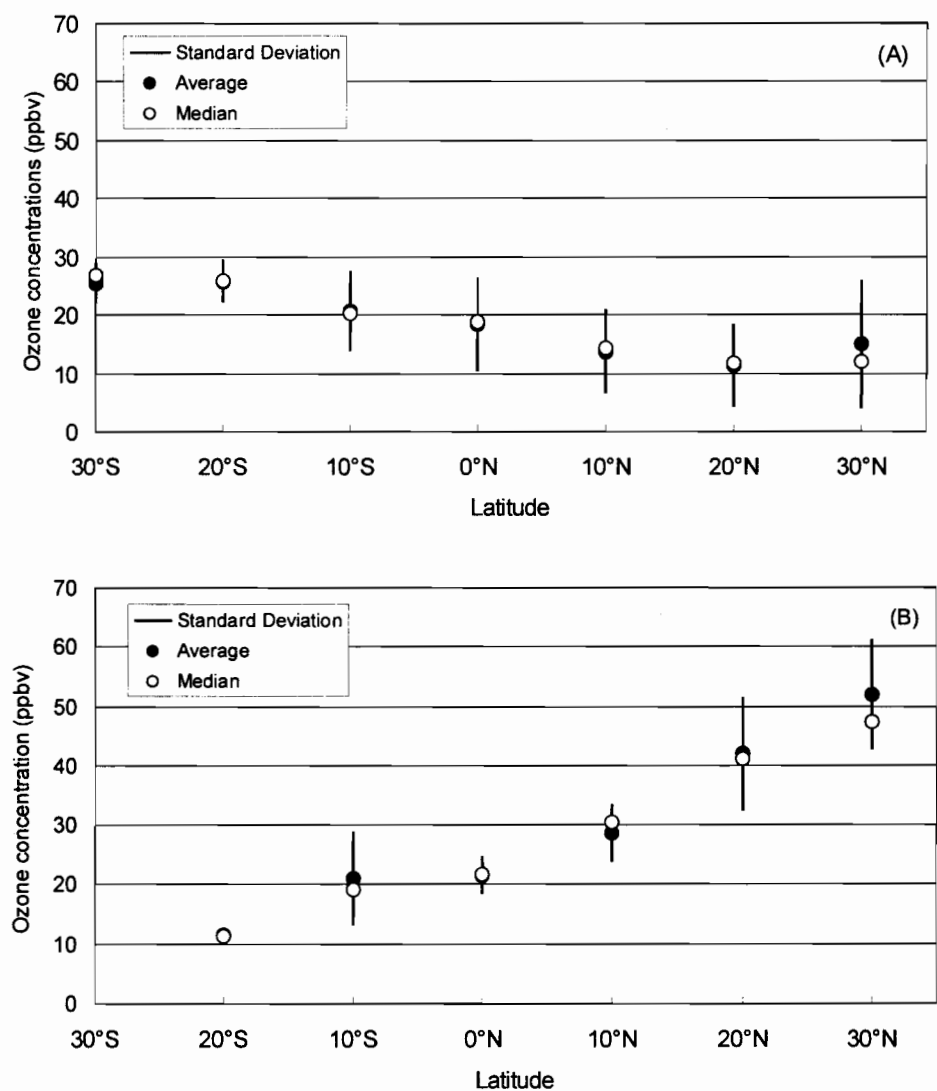 70
60
50
40
30
20
10
0
Ozone concentrations (ppbv)
Standard Deviation
Average
Median
(A)
30°S 20°S 10°S 0°N 10°N 20°N 30°N
Latitude
70
60
50
40
30
20
10
0
Ozone concentration (ppbv)
Standard Deviation
Average
Median
(B)
30°S 20°S 10°S 0°N 10°N 20°N 30°N
Latitude